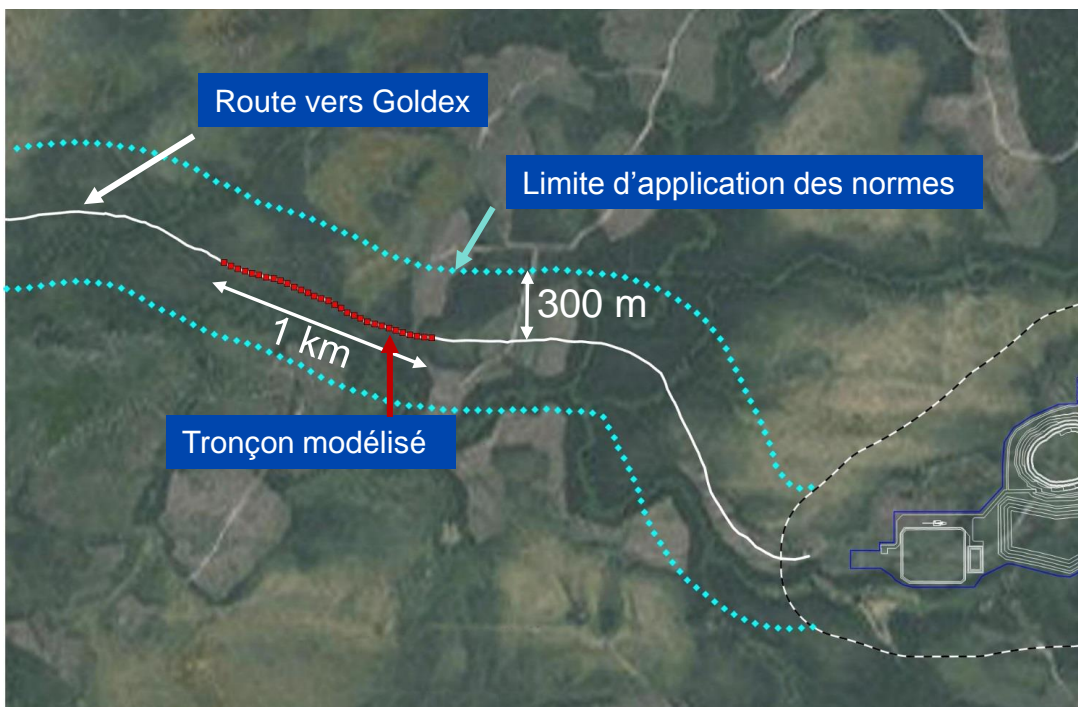 Route vers Goldex
Limite d’application des normes
300 m
1 km
Tronçon modélisé